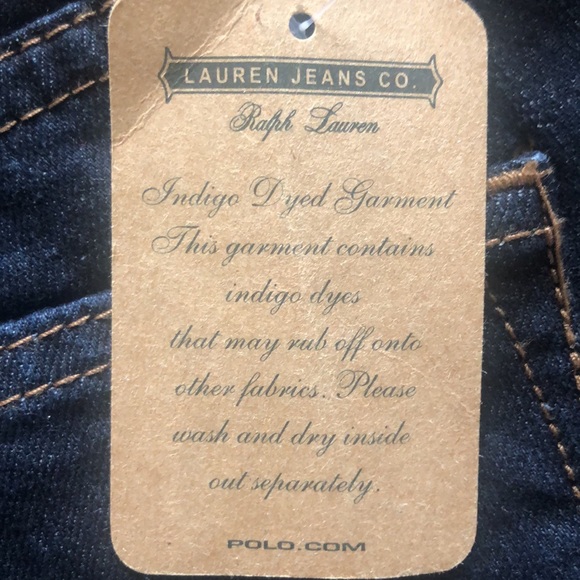 LAUREN JEANS CO.
Ralph Lauren
Indigo Dyed Garment
This garment contains
indigo dyes
that may rub off onto
other fabrics. Please
wash and dry inside
out separately.
POLO.COM